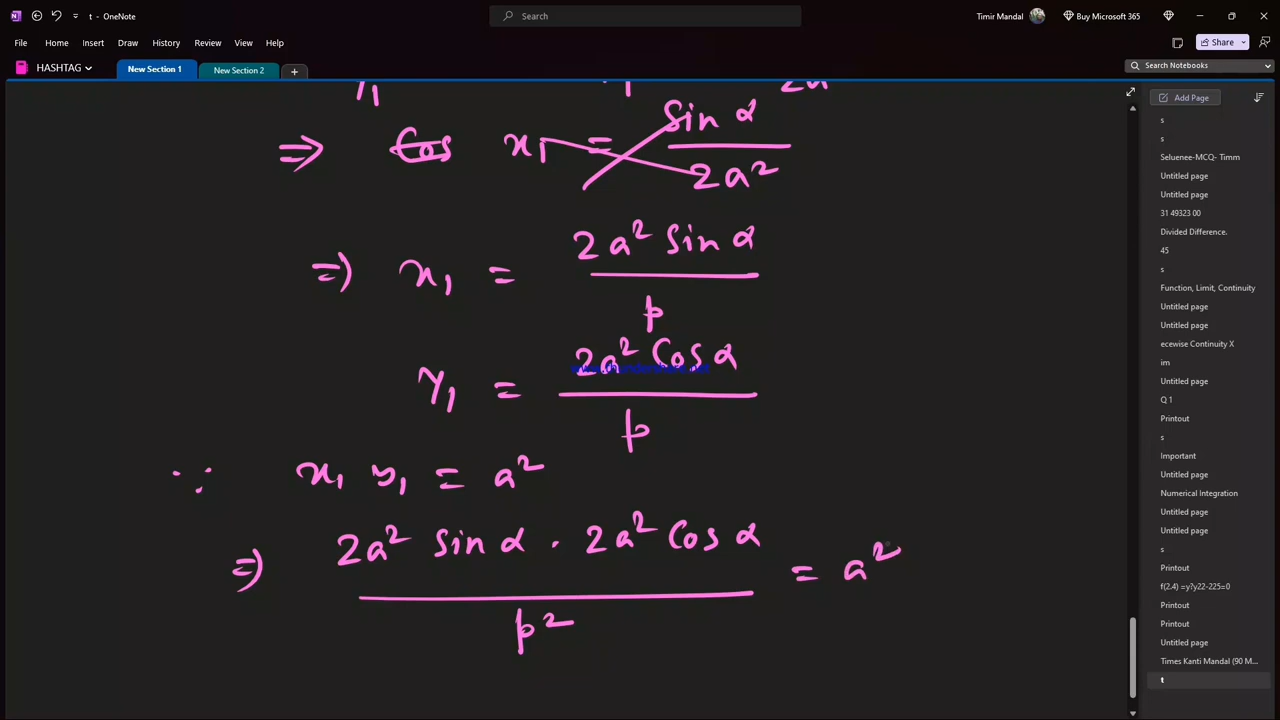 t - OneNote
Search
Timir Mandal
Buy Microsoft 365
File Home Insert Draw History Review View Help
Share
HASHTAG
New Section 1
New Section 2
+
Search Notebooks
Add Page
s
s
Seluenee-MCQ- Timm
Untitled page
Untitled page
31 49323 00
Divided Difference.
45
s
Function, Limit, Continuity
Untitled page
Untitled page
ecewise Continuity X
im
Untitled page
Q 1
Printout
s
Important
Untitled page
Numerical Integration
Untitled page
Untitled page
s
Printout
f(2.4) =y?y22-225=0
Printout
Printout
Untitled page
Times Kanti Mandal (90 M...
t
⇒ Cos x₁ = Sin α / 2a²
⇒ x₁ = 2a² Sin α / p
y₁ = 2a² Cos α / p
∵ x₁ y₁ = a²
⇒ 2a² Sin α . 2a² Cos α / p² = a²